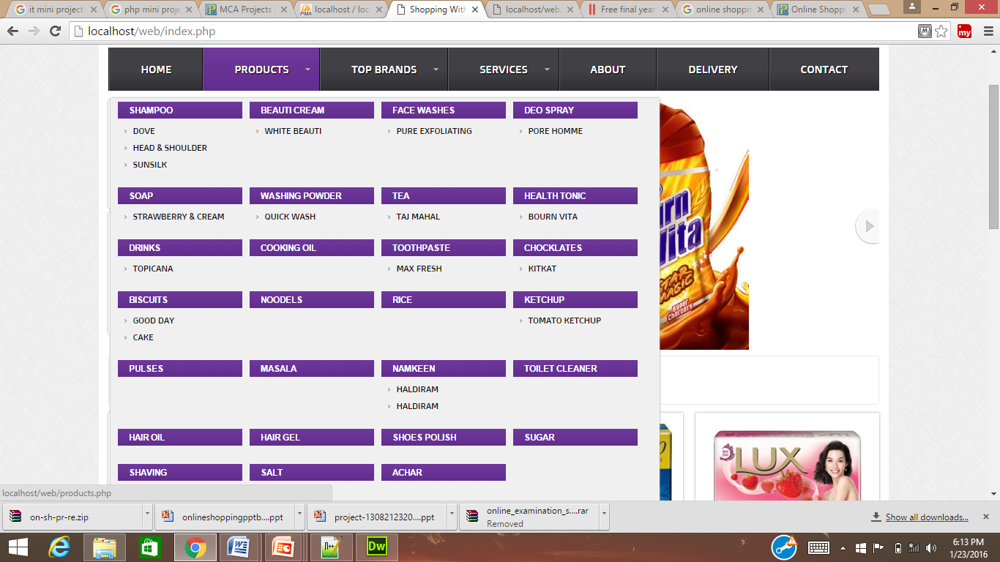 it mini project
php mini proje
MCA Projects
localhost / loc
Shopping With
localhost/web,
Free final year
online shoppin
Online Shoppi
localhost/web/index.php
HOME PRODUCTS TOP BRANDS SERVICES ABOUT DELIVERY CONTACT
SHAMPOO BEAUTI CREAM FACE WASHES DEO SPRAY
DOVE WHITE BEAUTI PURE EXFOLIATING PORE HOMME
HEAD & SHOULDER
SUNSILK
SOAP WASHING POWDER TEA HEALTH TONIC
STRAWBERRY & CREAM QUICK WASH TAJ MAHAL BOURN VITA
DRINKS COOKING OIL TOOTHPASTE CHOCKLATES
TOPICANA MAX FRESH KITKAT
BISCUITS NOODELS RICE KETCHUP
GOOD DAY TOMATO KETCHUP
CAKE
PULSES MASALA NAMKEEN TOILET CLEANER
HALDIRAM
HALDIRAM
HAIR OIL HAIR GEL SHOES POLISH SUGAR
SHAVING SALT ACHAR
urn
Vita
STAR
MAGIC
Super
Chargers
LUX
localhost/web/products.php
on-sh-pr-re.zip
onlineshoppingpptb....ppt
project-1308212320....ppt
online_examination_s....rar
Removed
Show all downloads...
6:13 PM
1/23/2016